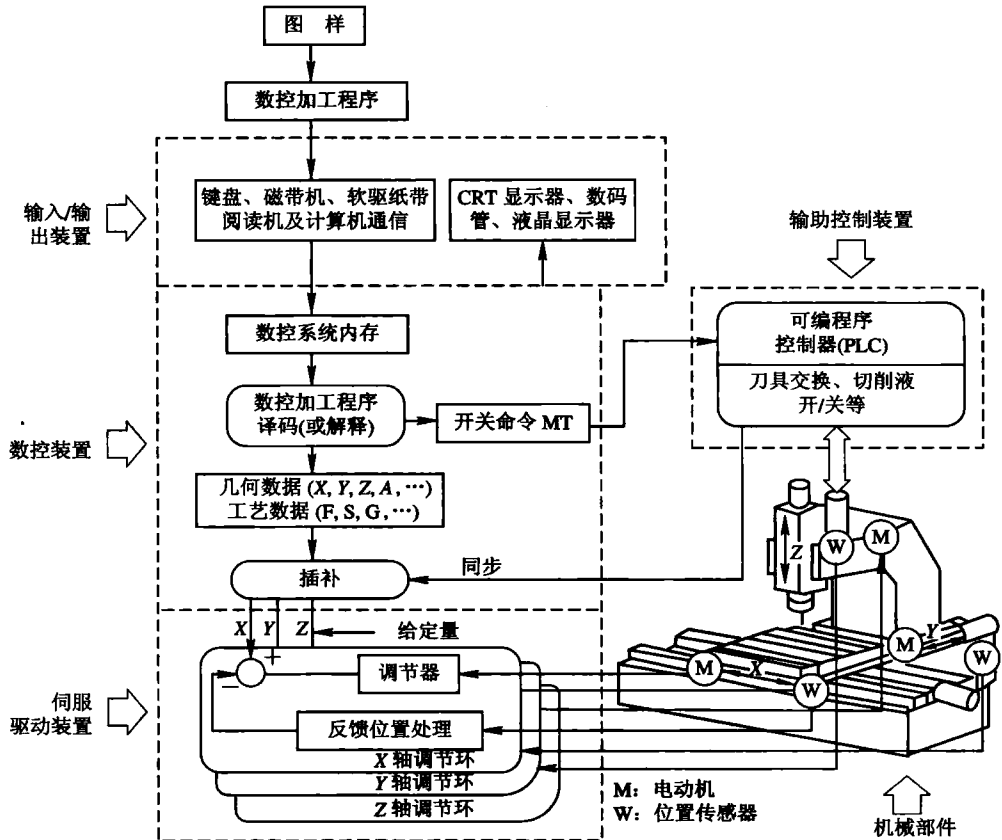 图 样
数控加工程序
输入/输
出装置
键盘、磁带机、软驱纸带
阅读机及计算机通信
CRT 显示器、数码
管、液晶显示器
输助控制装置
数控系统内存
可编程序
控制器(PLC)
刀具交换、切削液
开/关等
数控装置
数控加工程序
译码(或解释)
开关命令 MT
几何数据 (X, Y, Z, A, …)
工艺数据 (F, S, G, …)
插补
同步
Z
W
M
X
Y
Z
给定量
+
−
调节器
反馈位置处理
X 轴调节环
Y 轴调节环
Z 轴调节环
伺服
驱动装置
M
X
W
M
Y
W
M: 电动机
W: 位置传感器
机械部件